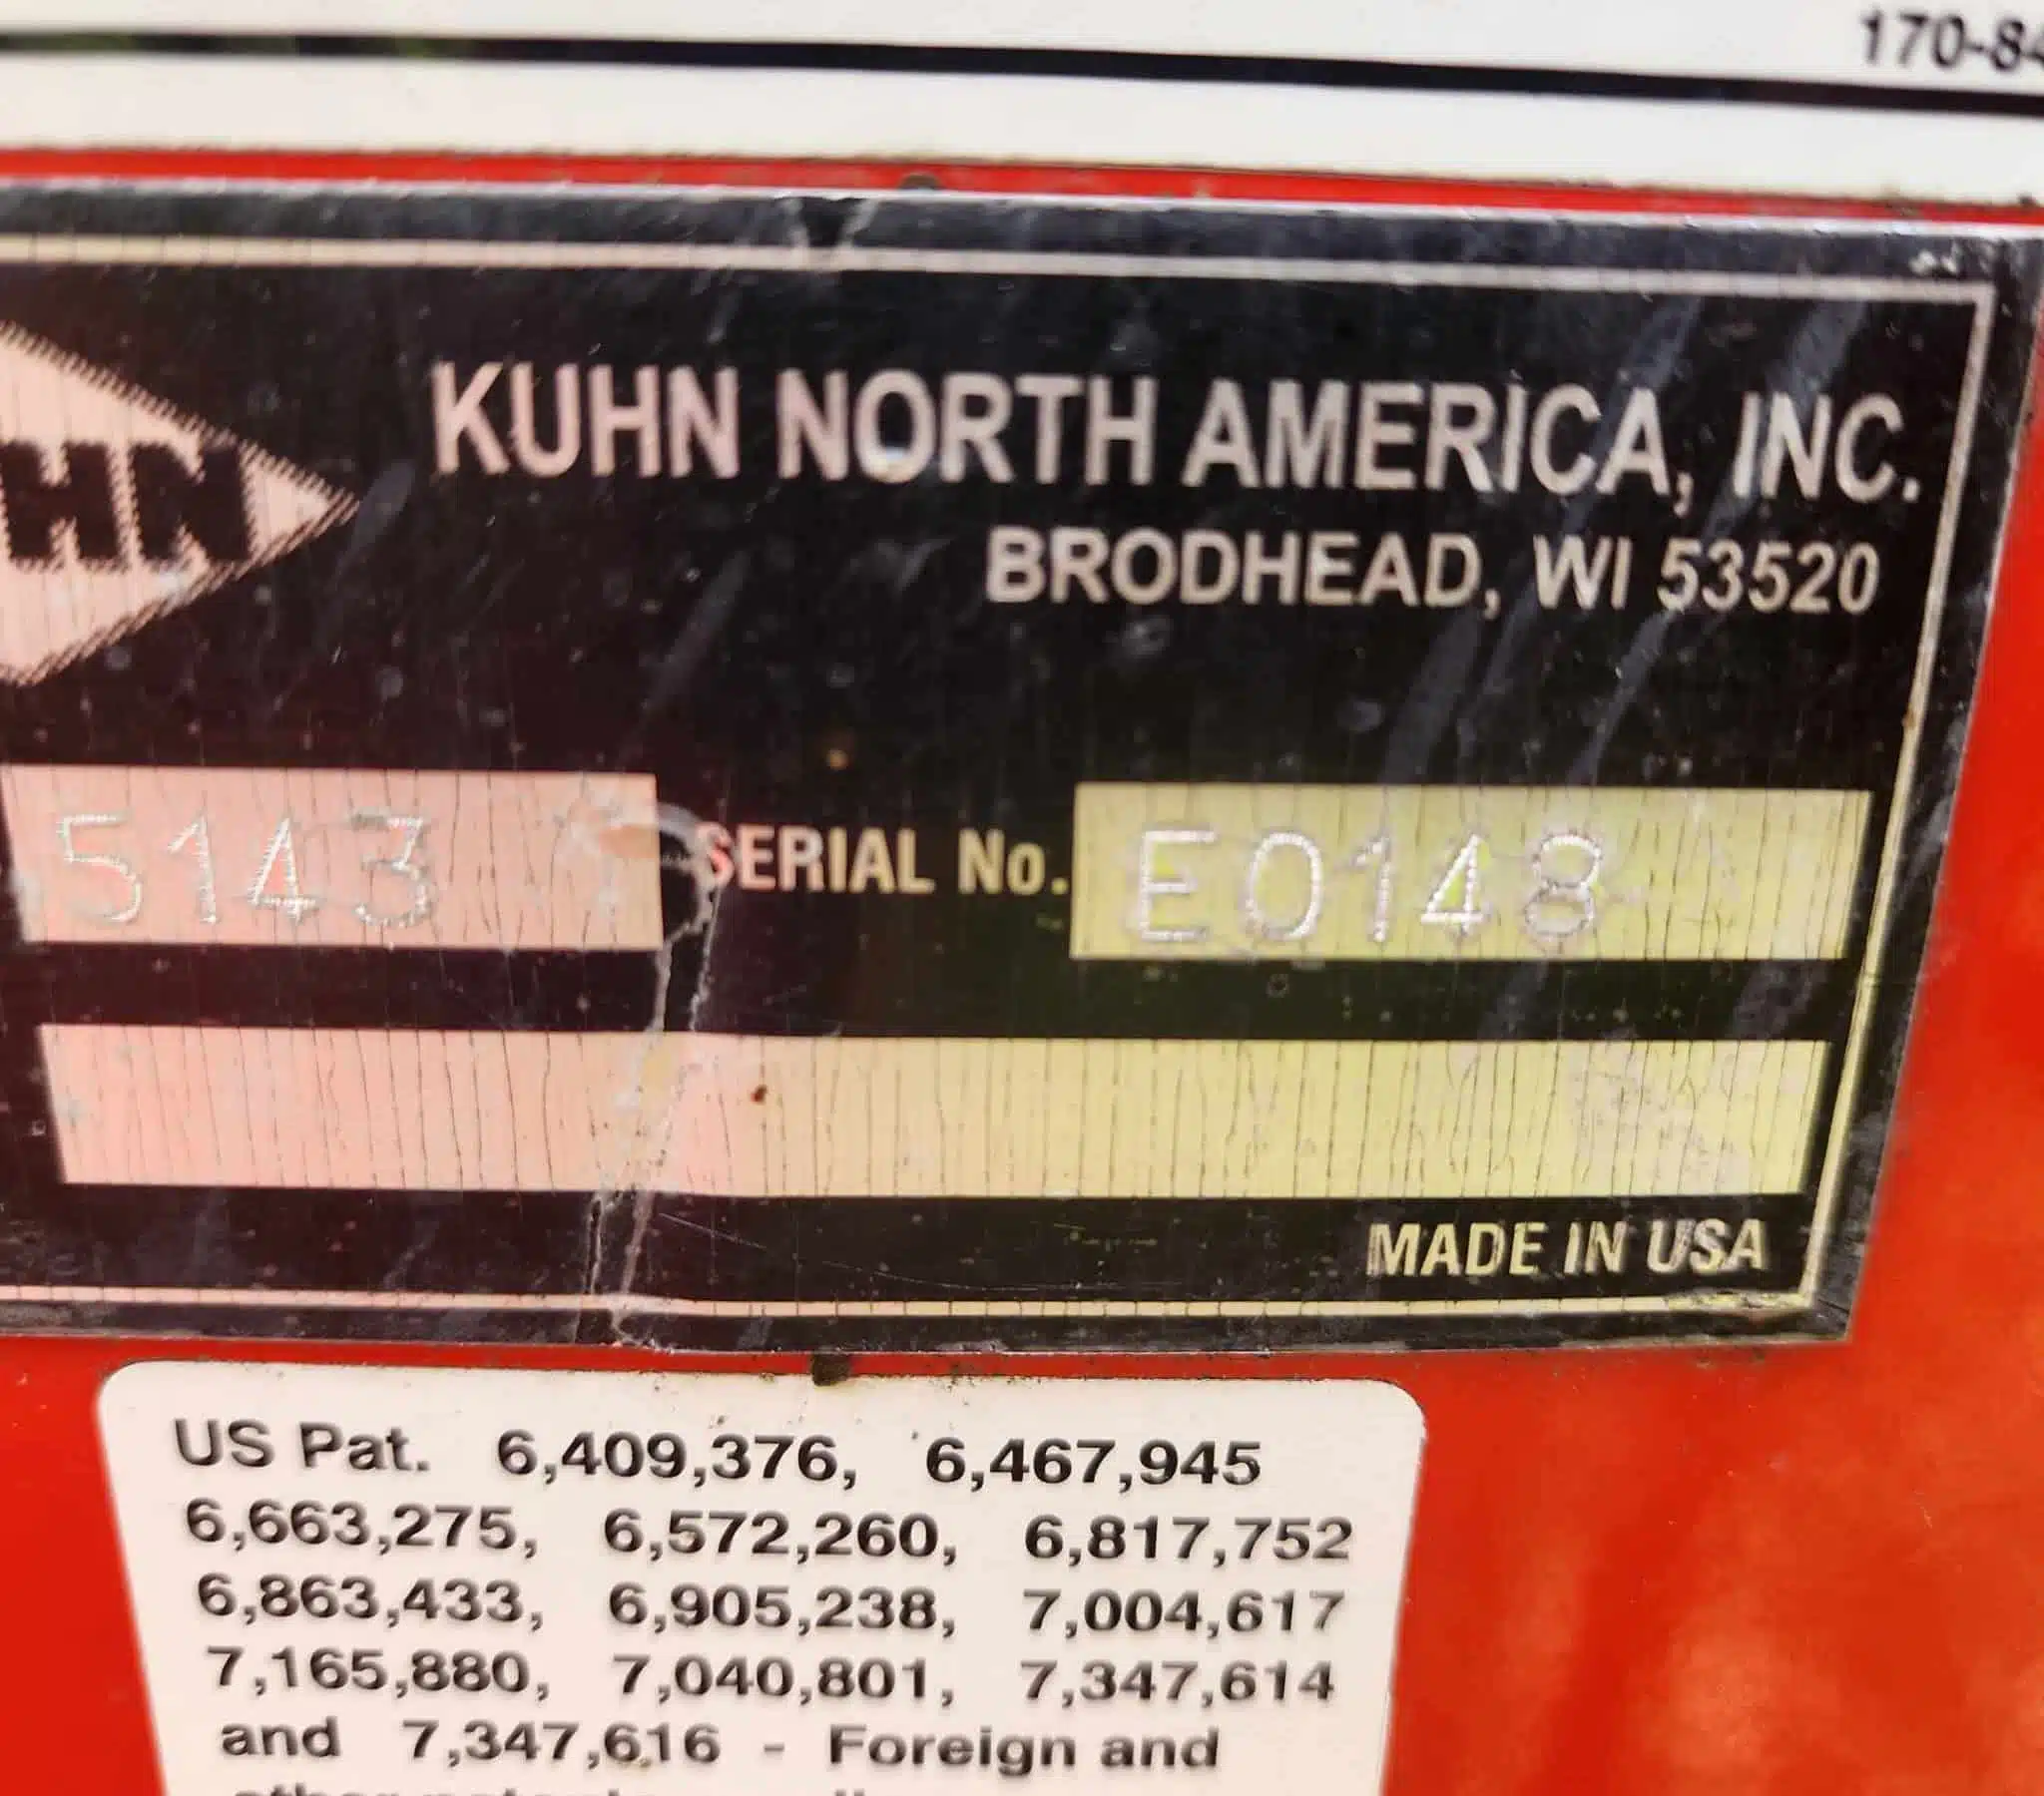 170-84
KUHN NORTH AMERICA, INC.
HN
BRODHEAD, WI 53520
5143 SERIAL No. E0148
MADE IN USA
US Pat. 6,409,376, 6,467,945
6,663,275, 6,572,260, 6,817,752
6,863,433, 6,905,238, 7,004,617
7,165,880, 7,040,801, 7,347,614
and 7,347,616 - Foreign and